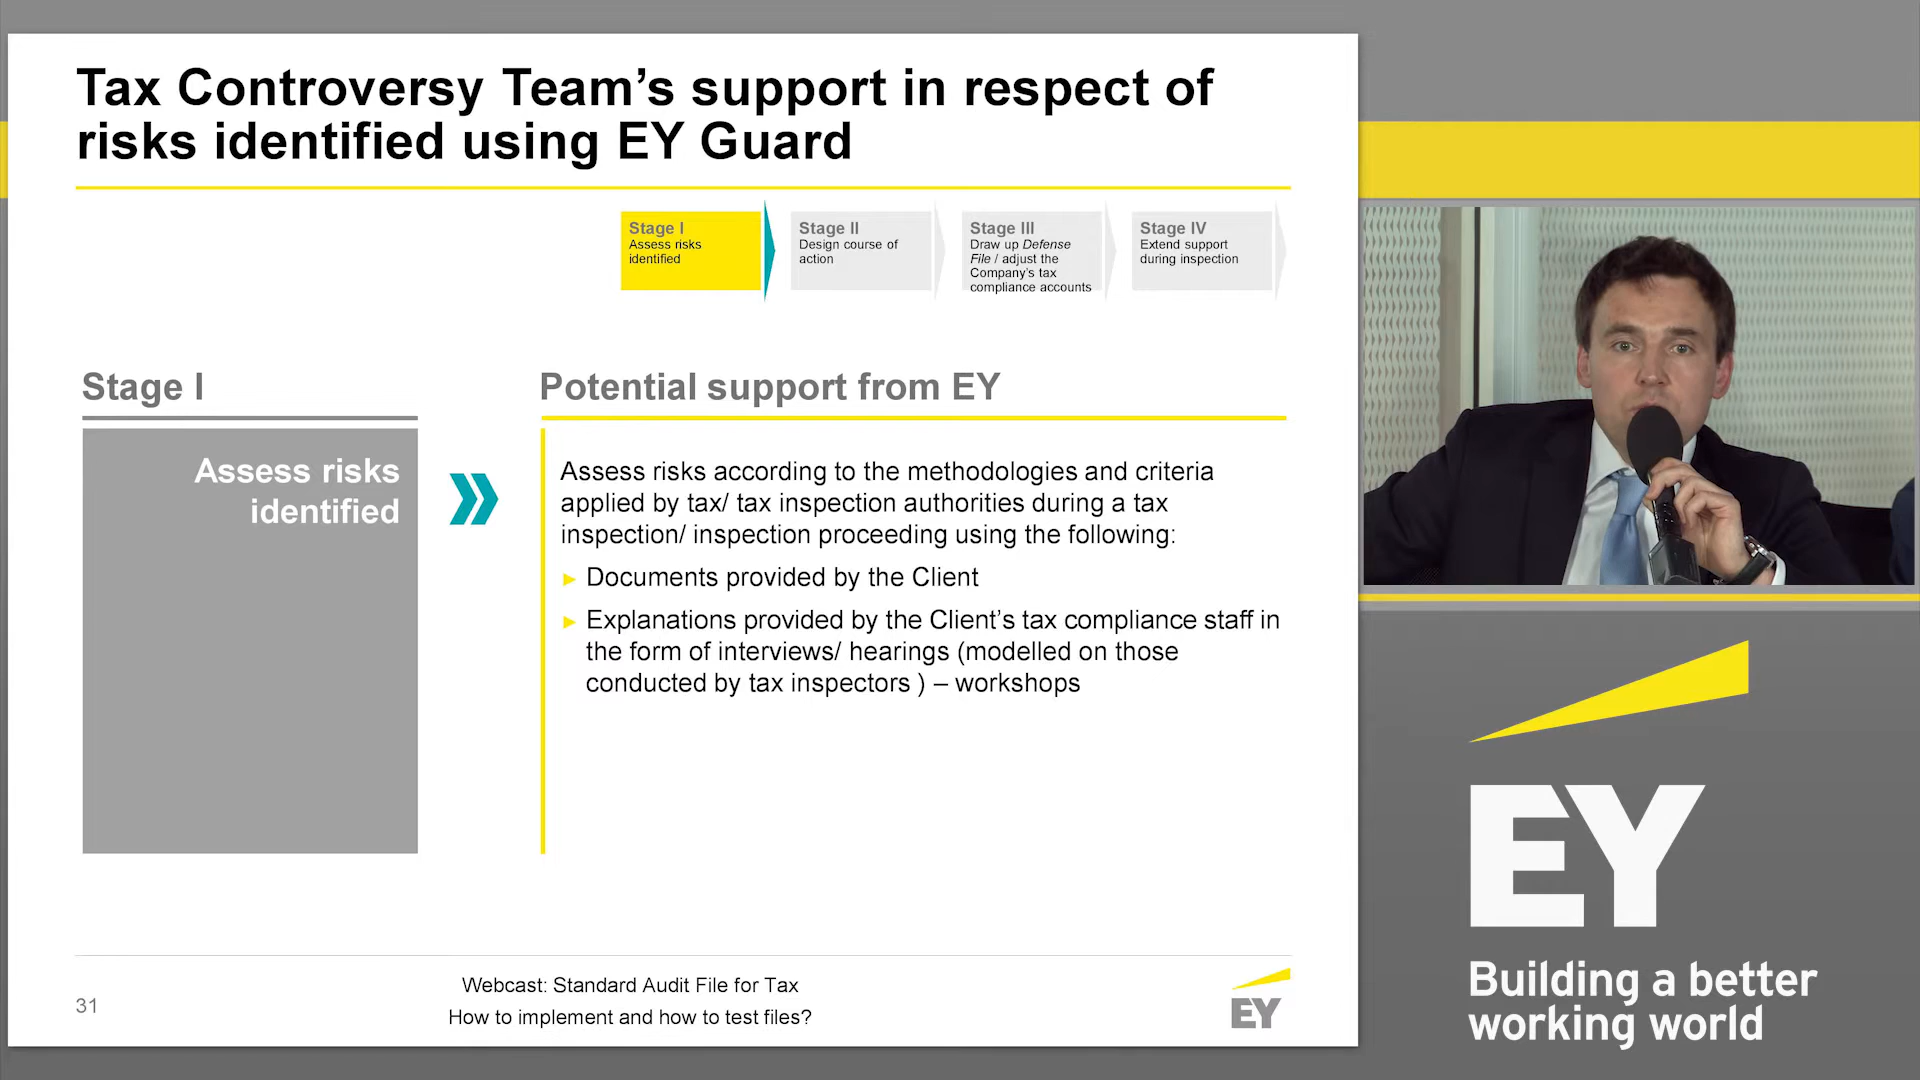 Tax Controversy Team's support in respect of
risks identified using EY Guard
Stage I
Assess risks
identified
Stage II
Design course of
action
Stage III
Draw up Defense
File / adjust the
Company's tax
compliance accounts
Stage IV
Extend support
during inspection
Stage I
Assess risks
identified
Potential support from EY
Assess risks according to the methodologies and criteria
applied by tax/ tax inspection authorities during a tax
inspection/ inspection proceeding using the following:
► Documents provided by the Client
► Explanations provided by the Client's tax compliance staff in
the form of interviews/ hearings (modelled on those
conducted by tax inspectors ) – workshops
31
Webcast: Standard Audit File for Tax
How to implement and how to test files?
EY
EY
Building a better
working world